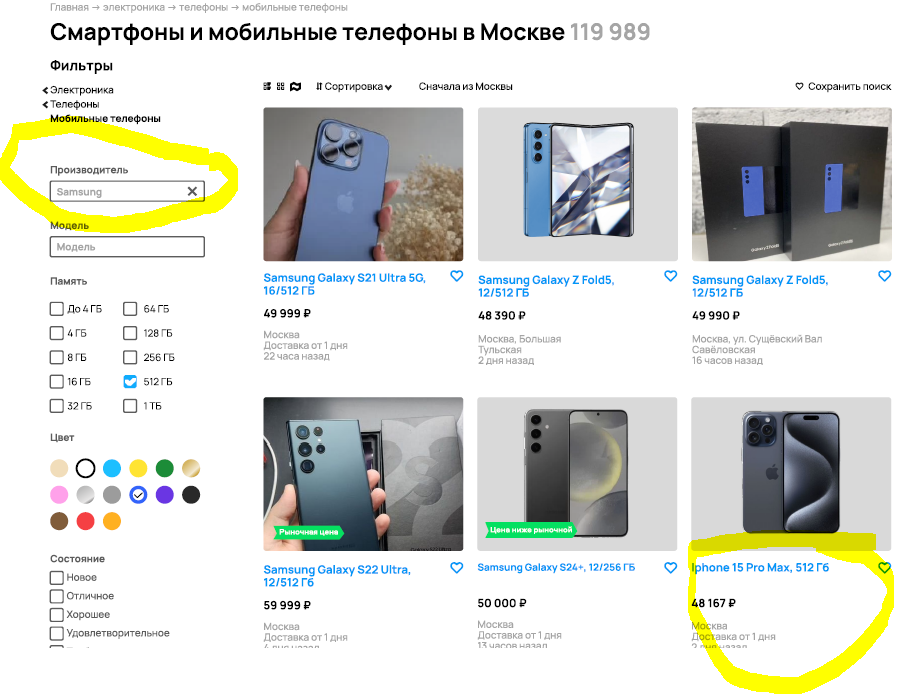 Главная → электроника → телефоны → мобильные телефоны
Смартфоны и мобильные телефоны в Москве 119 989
Фильтры
Электроника
Телефоны
Мобильные телефоны
Производитель
Samsung
Модель
Модель
Память
До 4 ГБ
64 ГБ
4 ГБ
128 ГБ
8 ГБ
256 ГБ
16 ГБ
512 ГБ
32 ГБ
1 ТБ
Цвет
Состояние
Новое
Отличное
Хорошее
Удовлетворительное
Сортировка
Сначала из Москвы
Сохранить поиск
Samsung Galaxy S21 Ultra 5G,
16/512 ГБ
49 999 ₽
Москва
Доставка от 1 дня
22 часа назад
Samsung Galaxy Z Fold5,
12/512 ГБ
48 390 ₽
Москва, Большая
Тульская
2 дня назад
Samsung Galaxy Z Fold5,
12/512 ГБ
49 990 ₽
Москва, ул. Сущёвский Вал
Савёловская
16 часов назад
Рыночная цена
Samsung Galaxy S22 Ultra,
12/512 ГБ
59 999 ₽
Москва
Доставка от 1 дня
4 дня назад
Цене ниже рыночной
Samsung Galaxy S24+, 12/256 ГБ
50 000 ₽
Москва
Доставка от 1 дня
13 часов назад
Iphone 15 Pro Max, 512 Гб
48 167 ₽
Москва
Доставка от 1 дня
2 дня назад